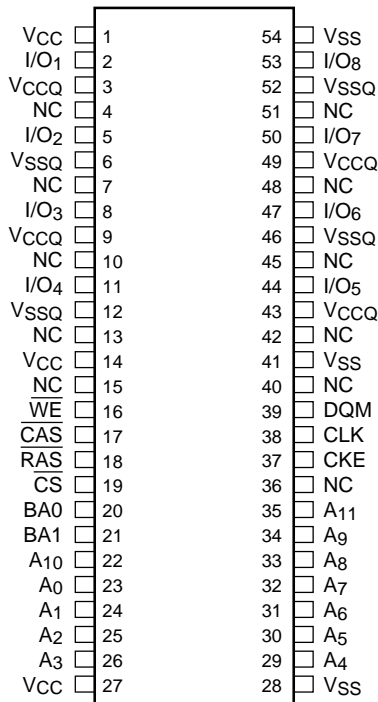 VCC 1 54 VSS
I/O1 2 53 I/O8
VCCQ 3 52 VSSQ
NC 4 51 NC
I/O2 5 50 I/O7
VSSQ 6 49 VCCQ
NC 7 48 NC
I/O3 8 47 I/O6
VCCQ 9 46 VSSQ
NC 10 45 NC
I/O4 11 44 I/O5
VSSQ 12 43 VCCQ
NC 13 42 NC
VCC 14 41 VSS
NC 15 40 NC
WE 16 39 DQM
CAS 17 38 CLK
RAS 18 37 CKE
CS 19 36 NC
BA0 20 35 A11
BA1 21 34 A9
A10 22 33 A8
A0 23 32 A7
A1 24 31 A6
A2 25 30 A5
A3 26 29 A4
VCC 27 28 VSS